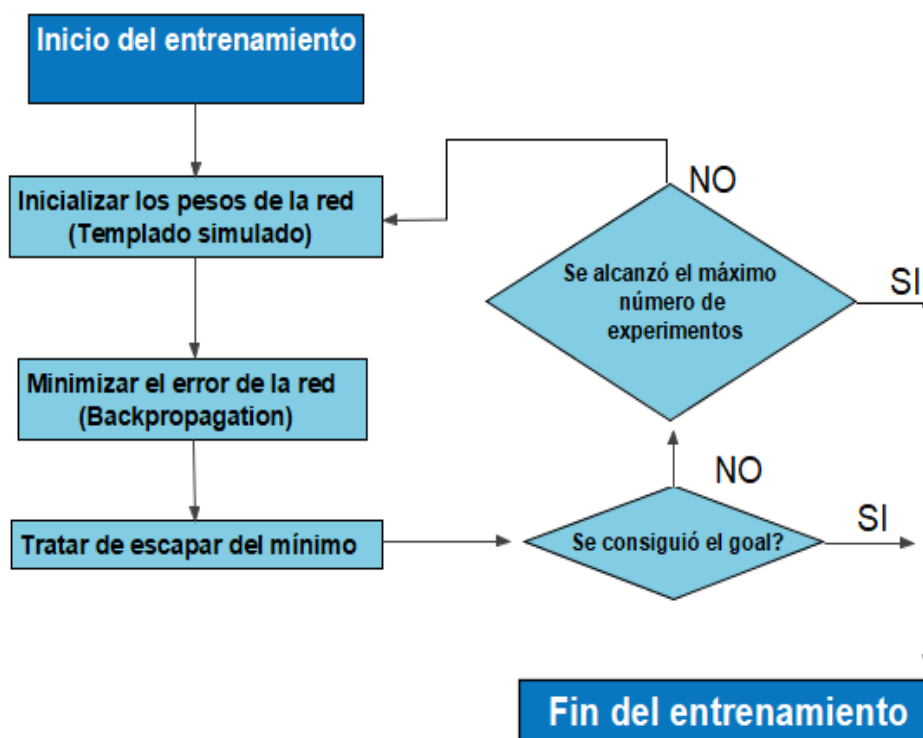 Inicio del entrenamiento
Inicializar los pesos de la red
(Templado simulado)
Minimizar el error de la red
(Backpropagation)
Tratar de escapar del mínimo
Se consiguió el goal?
SI
NO
Se alcanzó el máximo
número de
experimentos
SI
NO
Fin del entrenamiento